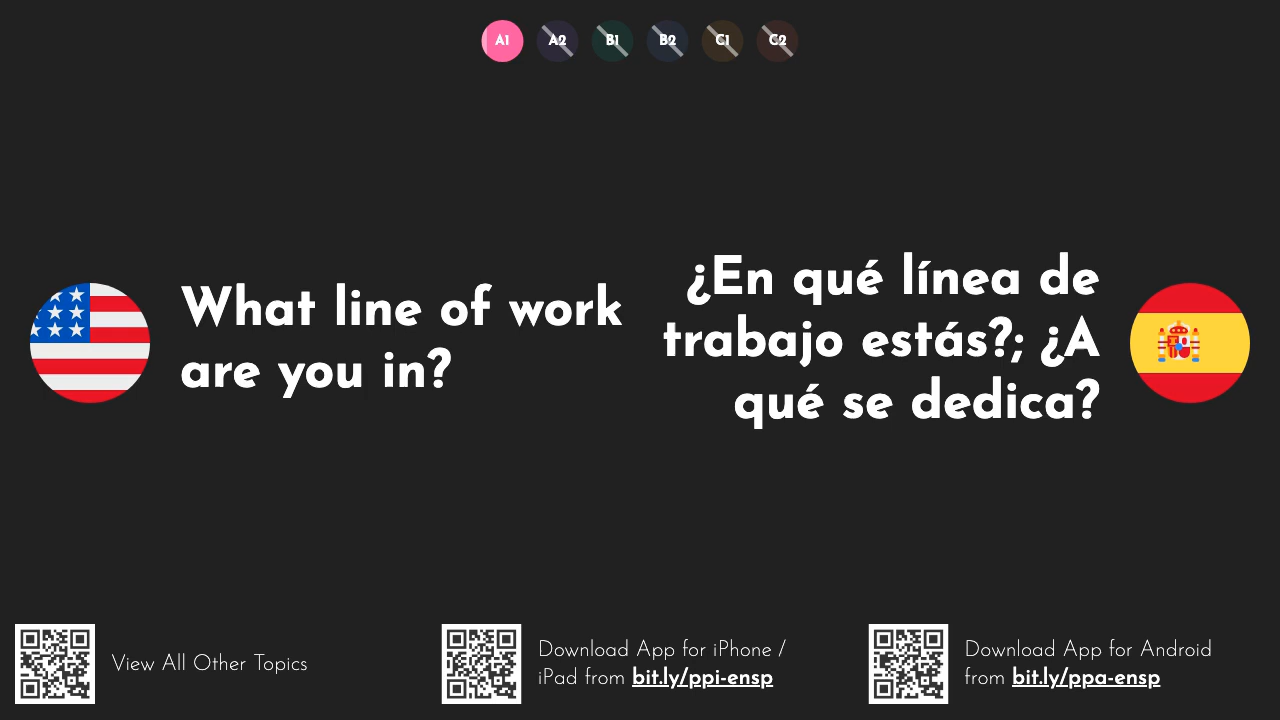 A1 A2 B1 B2 C1 C2
What line of work
are you in?
¿En qué línea de
trabajo estás?; ¿A
qué se dedica?
View All Other Topics
Download App for iPhone /
iPad from bit.ly/ppi-ensp
Download App for Android
from bit.ly/ppa-ensp